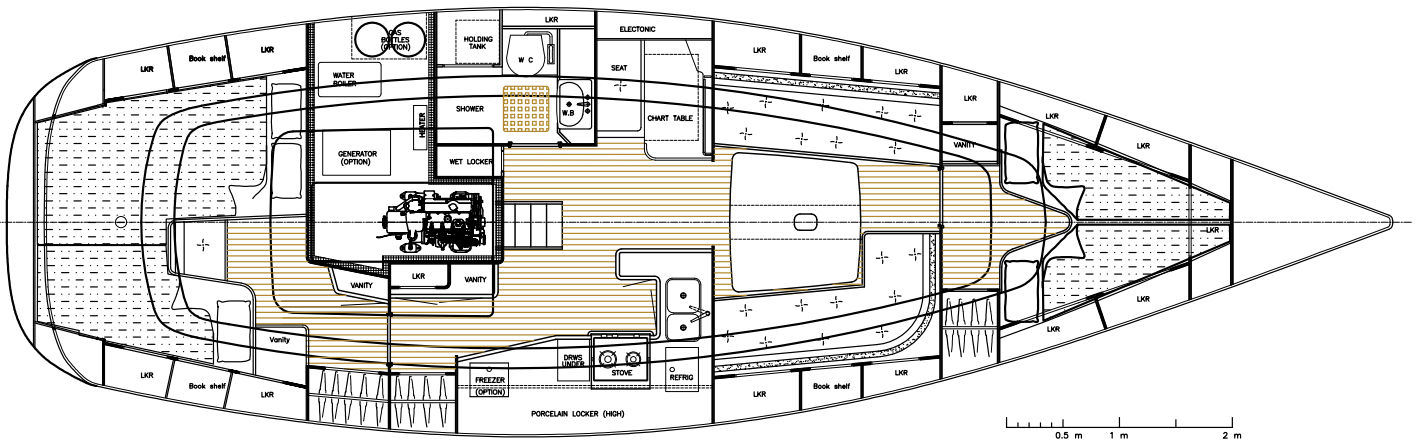 LKR
Book shelf
LKR
GAS
BOTTLES
(OPTION)
WATER
BOILER
HEATER
GENERATOR
(OPTION)
HOLDING
TANK
LKR
W C
SHOWER
W.B
WET LOCKER
ELECTONIC
SEAT
CHART TABLE
LKR
Book shelf
LKR
LKR
VANITY
LKR
LKR
LKR
LKR
LKR
VANITY
LKR
VANITY
Vanity
LKR
Book shelf
LKR
FREEZER
(OPTION)
DRWS
UNDER
STOVE
REFRIG
PORCELAIN LOCKER (HIGH)
LKR
Book shelf
LKR
0.5 m
1 m
2 m